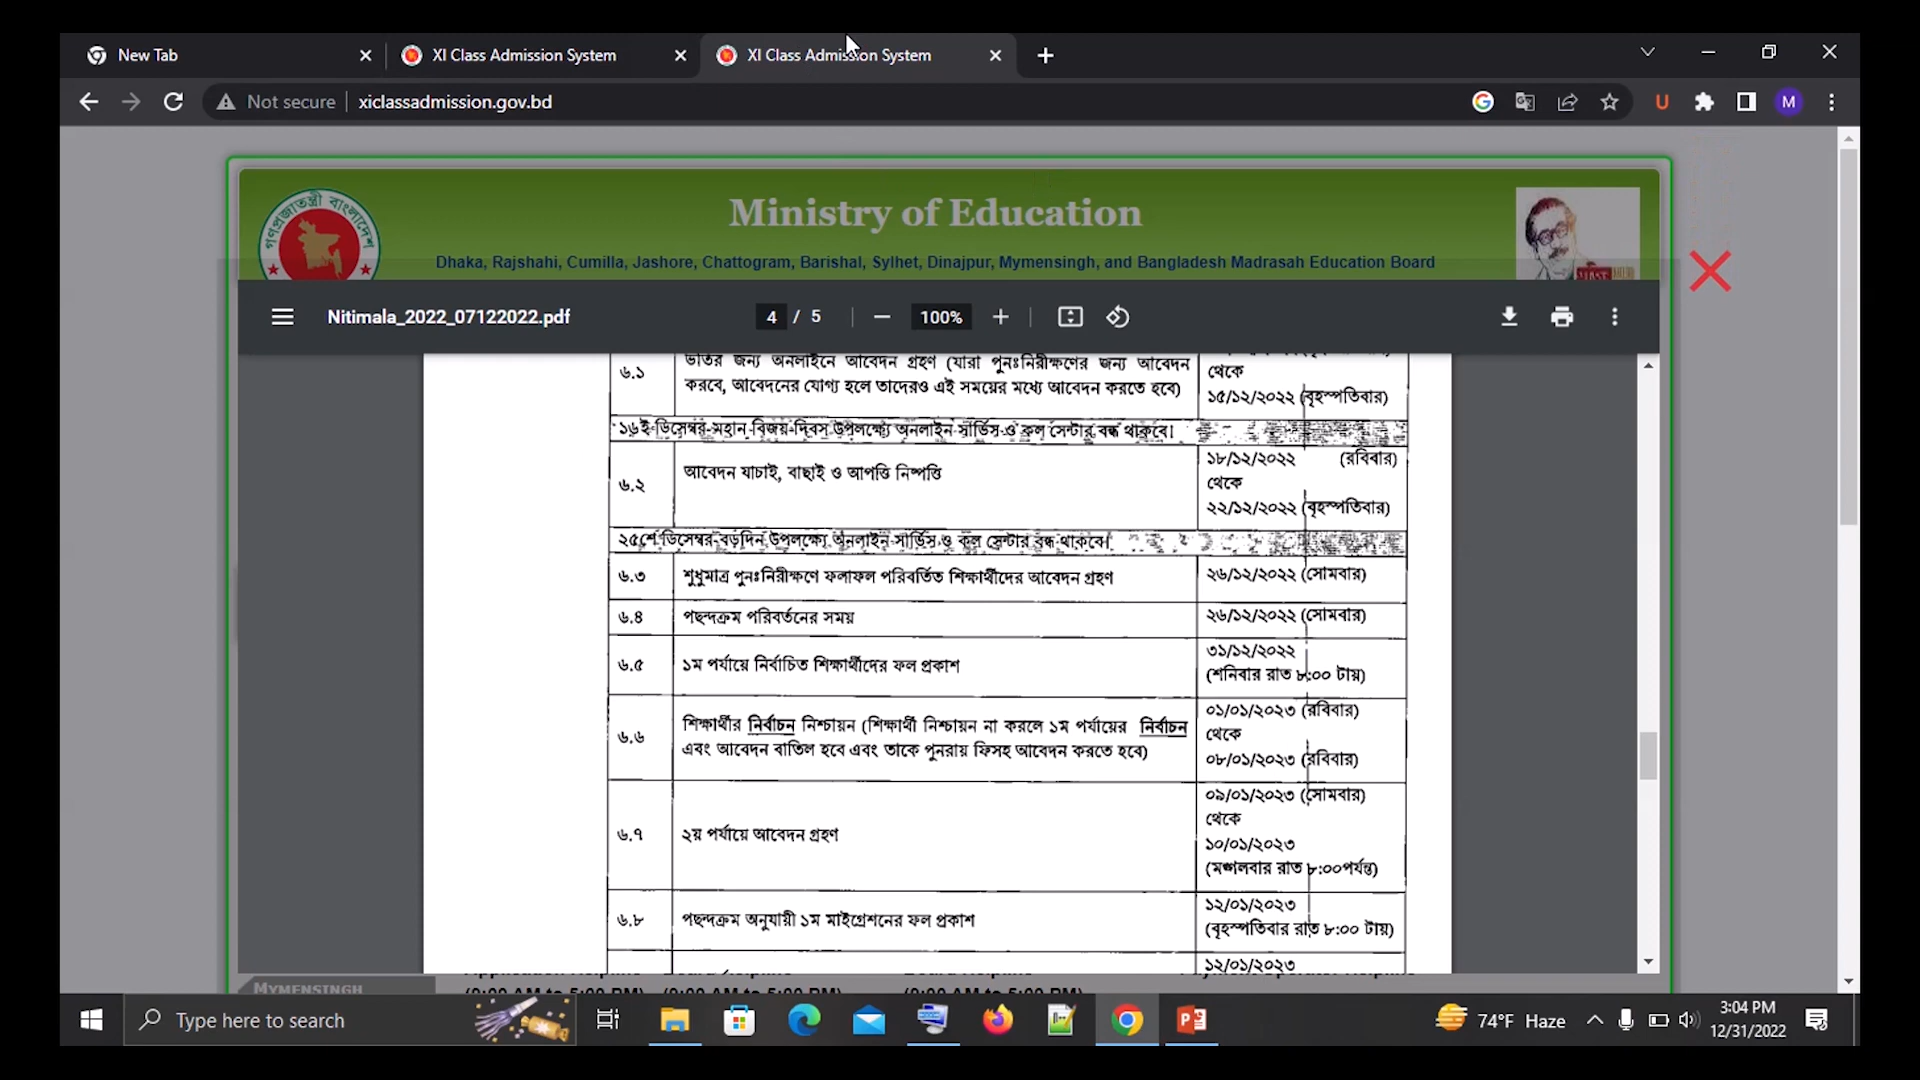 New Tab
XI Class Admission System
XI Class Admission System
Not secure
xiclassadmission.gov.bd
M
গণপ্রজাতন্ত্রী বাংলাদেশ
Ministry of Education
Dhaka, Rajshahi, Cumilla, Jashore, Chattogram, Barishal, Sylhet, Dinajpur, Mymensingh, and Bangladesh Madrasah Education Board
Nitimala_2022_07122022.pdf
4 / 5
100%
৬.১
ভর্তির জন্য অনলাইনে আবেদন গ্রহণ (যারা পুনঃনিরীক্ষণের জন্য আবেদন
করবে, আবেদনের যোগ্য হলে তাদেরও এই সময়ের মধ্যে আবেদন করতে হবে)
থেকে
১৫/১২/২০২২ (বৃহস্পতিবার)
১৬ই ডিসেম্বর মহান বিজয় দিবস উপলক্ষ্যে অনলাইন সার্ভিস ও কল সেন্টার বন্ধ থাকবে।
৬.২
আবেদন যাচাই, বাছাই ও আপত্তি নিষ্পত্তি
১৮/১২/২০২২ (রবিবার)
থেকে
২২/১২/২০২২ (বৃহস্পতিবার)
২৫শে ডিসেম্বর বড়দিন উপলক্ষ্যে অনলাইন সার্ভিস ও কল সেন্টার বন্ধ থাকবে।
৬.৩
শুধুমাত্র পুনঃনিরীক্ষণে ফলাফল পরিবর্তিত শিক্ষার্থীদের আবেদন গ্রহণ
২৬/১২/২০২২ (সোমবার)
৬.৪
পছন্দক্রম পরিবর্তনের সময়
২৬/১২/২০২২ (সোমবার)
৬.৫
১ম পর্যায়ে নির্বাচিত শিক্ষার্থীদের ফল প্রকাশ
৩১/১২/২০২২
(শনিবার রাত ৮:০০ টায়)
৬.৬
শিক্ষার্থীর নির্বাচন নিশ্চায়ন (শিক্ষার্থী নিশ্চায়ন না করলে ১ম পর্যায়ের নির্বাচন
এবং আবেদন বাতিল হবে এবং তাকে পুনরায় ফিসহ আবেদন করতে হবে)
০১/০১/২০২৩ (রবিবার)
থেকে
০৮/০১/২০২৩ (রবিবার)
৬.৭
২য় পর্যায়ে আবেদন গ্রহণ
০৯/০১/২০২৩ (সোমবার)
থেকে
১০/০১/২০২৩
(মঙ্গলবার রাত ৮:০০পর্যন্ত)
৬.৮
পছন্দক্রম অনুযায়ী ১ম মাইগ্রেশনের ফল প্রকাশ
১২/০১/২০২৩
(বৃহস্পতিবার রাত ৮:০০ টায়)
১২/০১/২০২৩
MYMENSINGH
Type here to search
74°F Haze
3:04 PM
12/31/2022